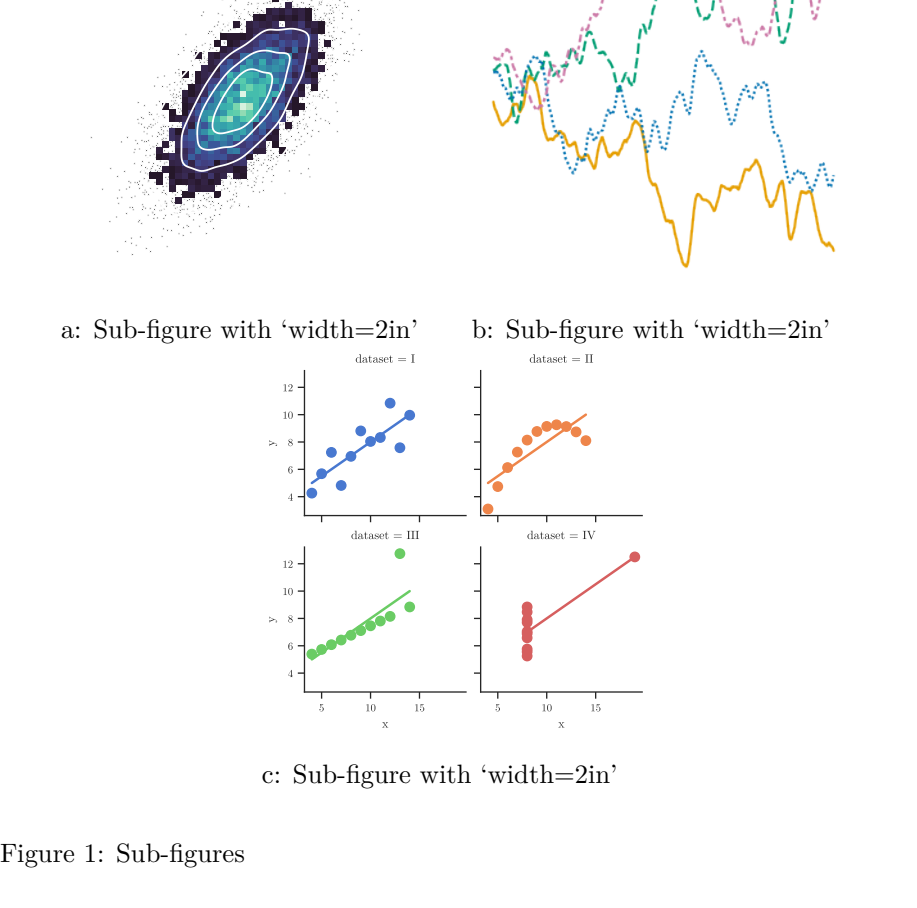 a: Sub-figure with ‘width=2in’
b: Sub-figure with ‘width=2in’
dataset = I
dataset = II
12
10
8
6
4
y
dataset = III
dataset = IV
12
10
8
6
4
y
5
10
15
5
10
15
x
x
c: Sub-figure with ‘width=2in’
Figure 1: Sub-figures